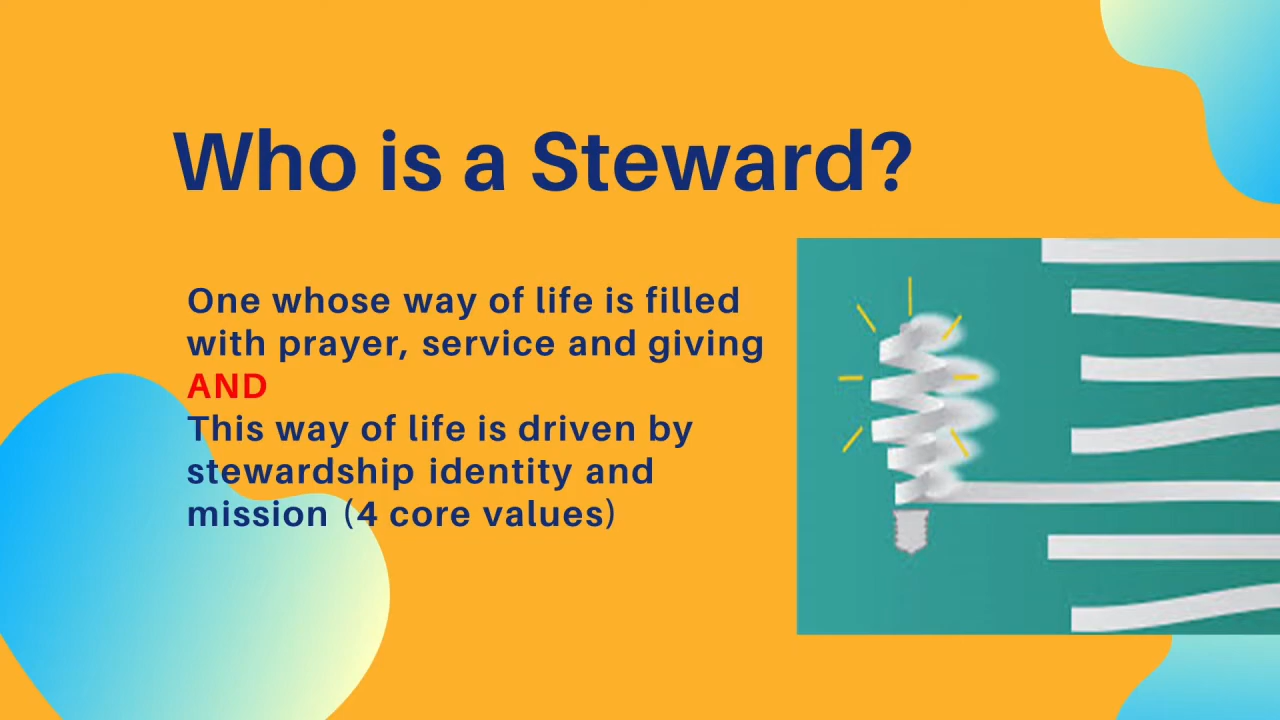 Who is a Steward?
One whose way of life is filled
with prayer, service and giving
AND
This way of life is driven by
stewardship identity and
mission (4 core values)